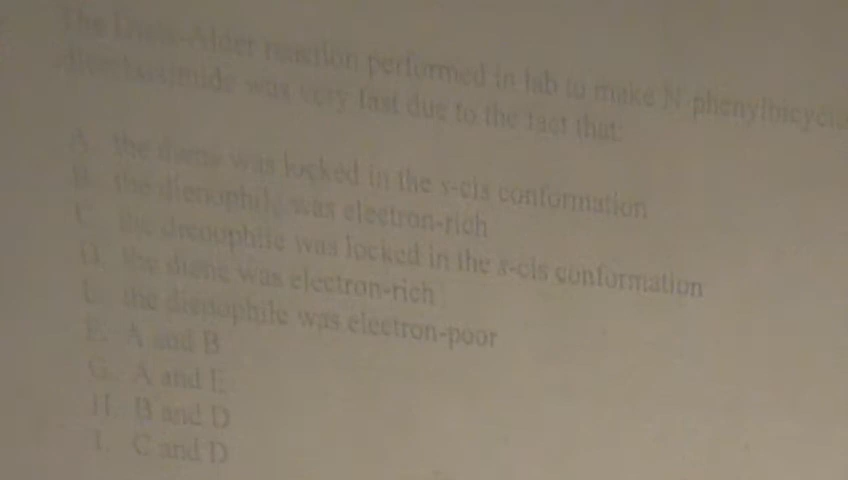 The Diels-Alder reaction performed in lab to make N-phenylbicyclo
was very fast due to the fact that:
A. the diene was locked in the s-cis conformation
B. the dienophile was electron-rich
C. the dienophile was locked in the s-cis conformation
D. the diene was electron-rich
E. the dienophile was electron-poor
F. A and B
G. A and E
H. B and D
I. C and D